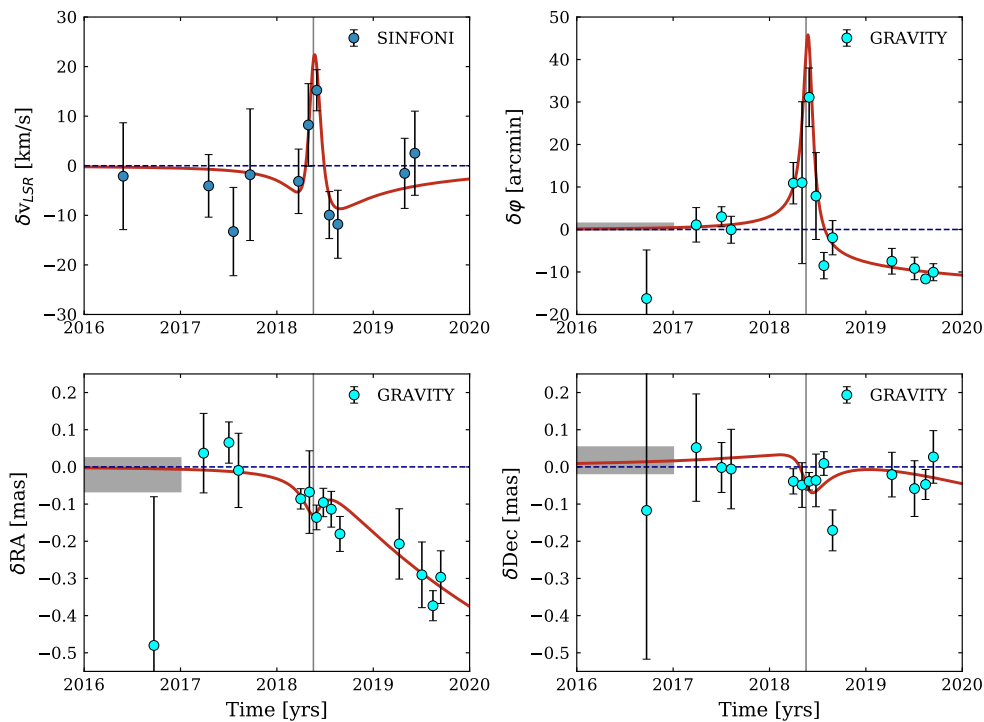 30
20
10
0
−10
−20
−30
δv_LSR [km/s]
SINFONI
2016 2017 2018 2019 2020
50
40
30
20
10
0
−10
−20
δφ [arcmin]
GRAVITY
2016 2017 2018 2019 2020
0.2
0.1
0.0
−0.1
−0.2
−0.3
−0.4
−0.5
δRA [mas]
GRAVITY
2016 2017 2018 2019 2020
Time [yrs]
0.2
0.1
0.0
−0.1
−0.2
−0.3
−0.4
−0.5
δDec [mas]
GRAVITY
2016 2017 2018 2019 2020
Time [yrs]